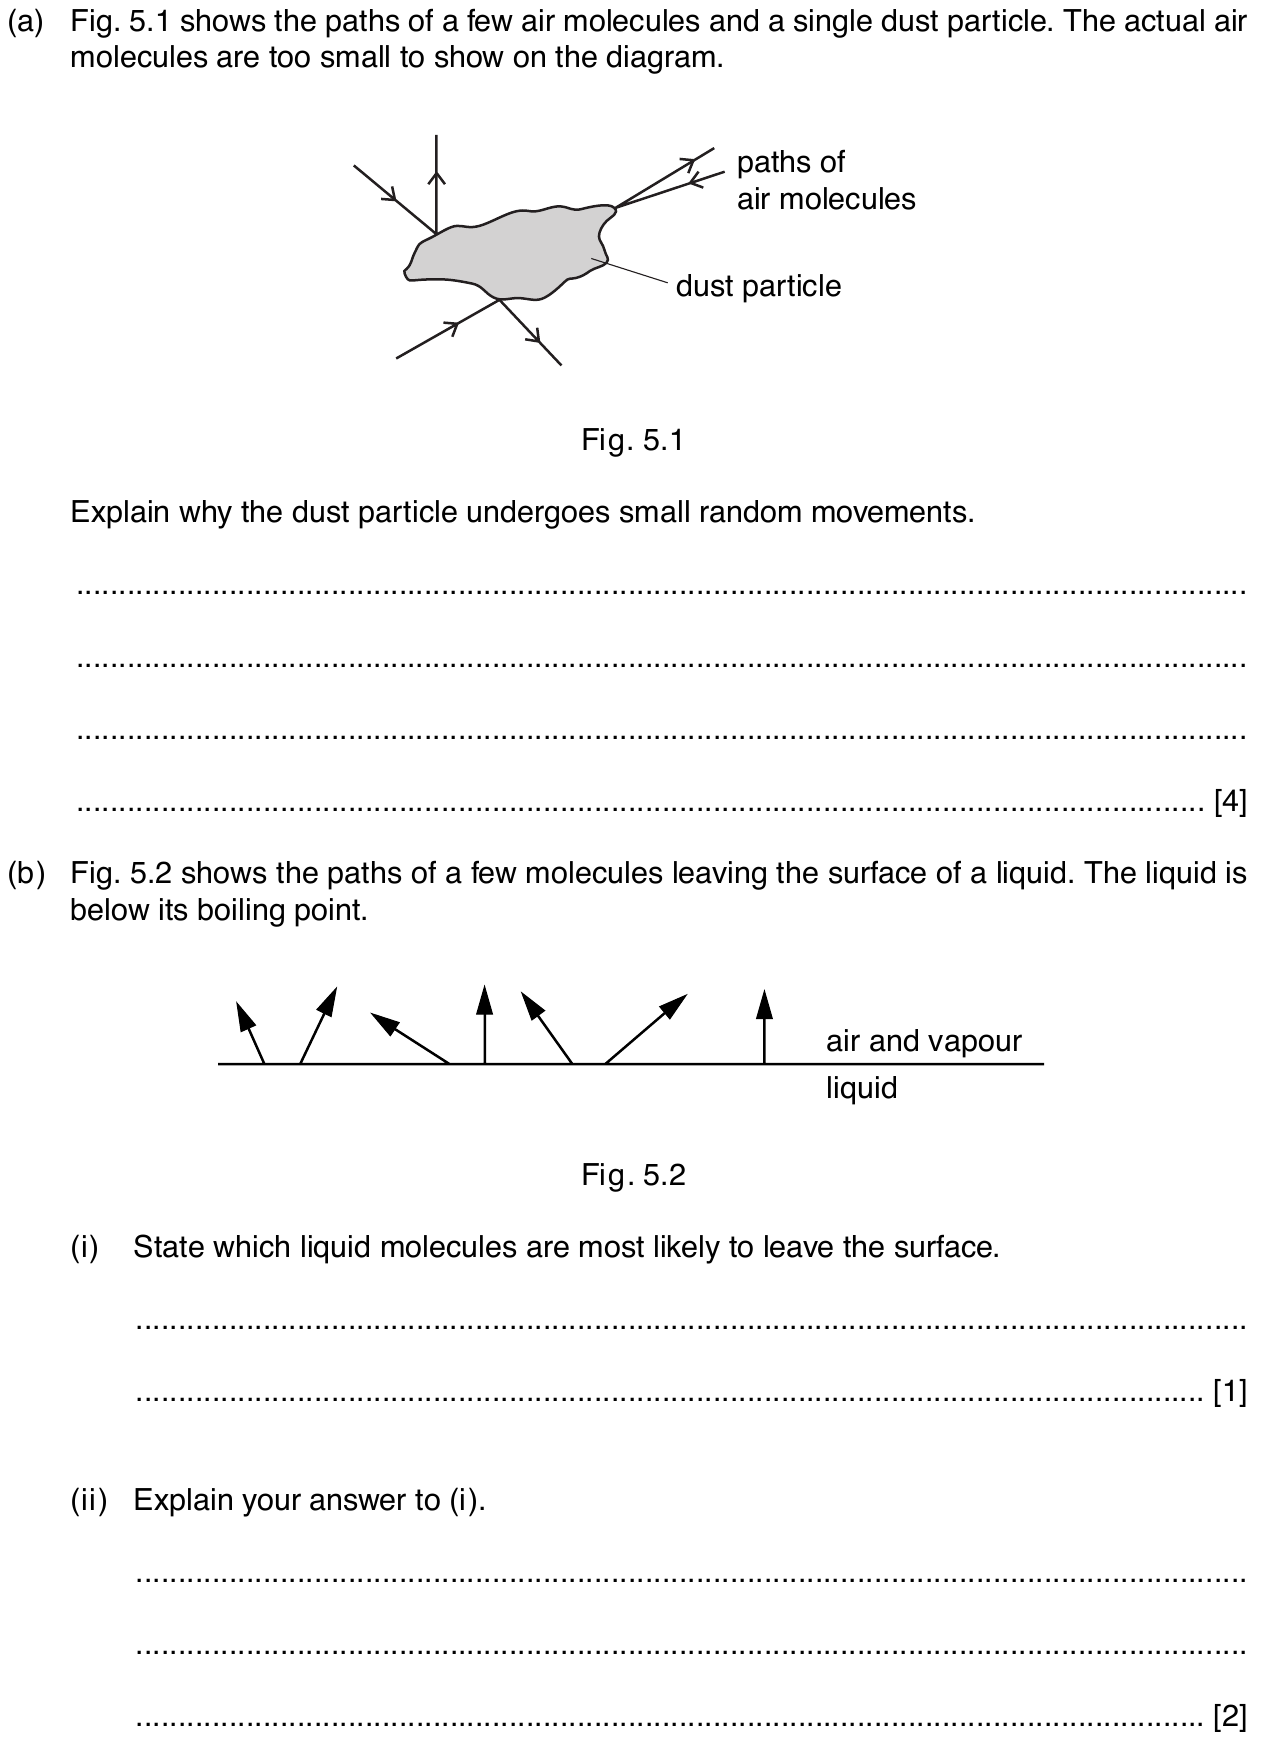 (a) Fig. 5.1 shows the paths of a few air molecules and a single dust particle. The actual air
molecules are too small to show on the diagram.
paths of
air molecules
dust particle
Fig. 5.1
Explain why the dust particle undergoes small random movements.
..........................................................................................................................................
..........................................................................................................................................
..........................................................................................................................................
..................................................................................................................................... [4]
(b) Fig. 5.2 shows the paths of a few molecules leaving the surface of a liquid. The liquid is
below its boiling point.
air and vapour
liquid
Fig. 5.2
(i) State which liquid molecules are most likely to leave the surface.
...................................................................................................................................
.............................................................................................................................. [1]
(ii) Explain your answer to (i).
...................................................................................................................................
...................................................................................................................................
.............................................................................................................................. [2]